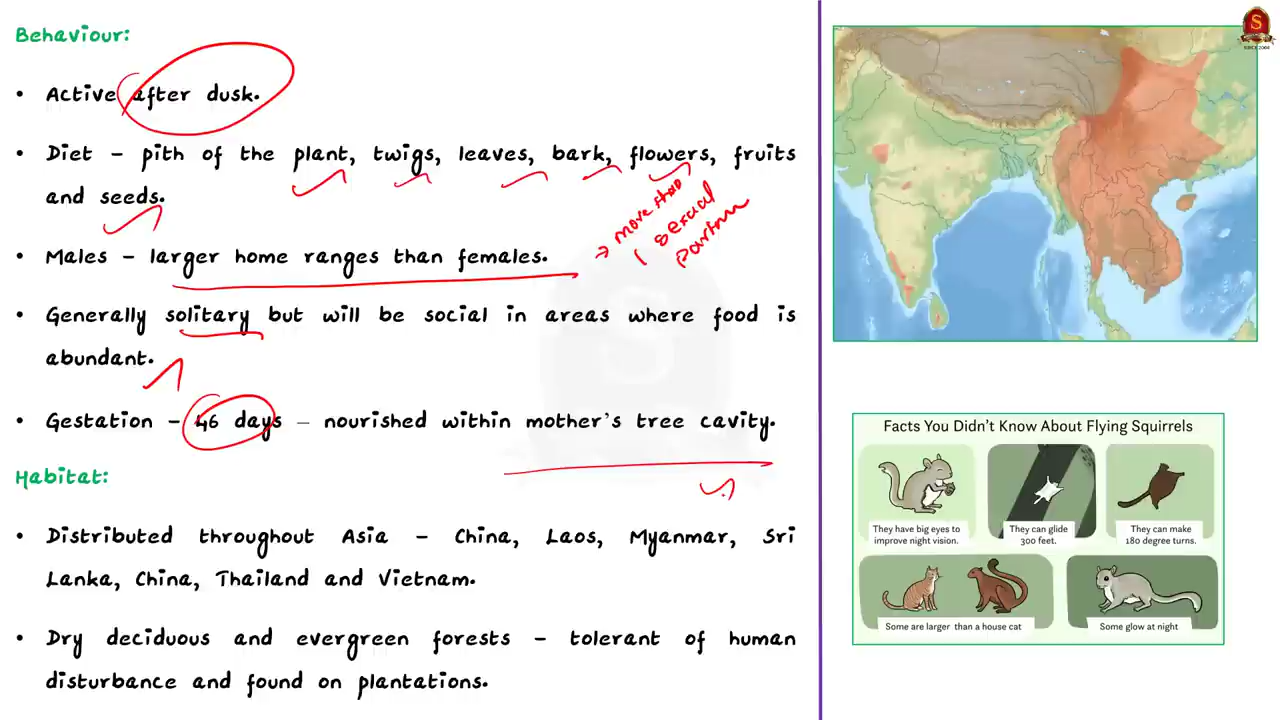 Behaviour:
• Active after dusk.
• Diet – pith of the plant, twigs, leaves, bark, flowers, fruits
and seeds.
• Males – larger home ranges than females.
→ more than
1 sexual
partner
• Generally solitary but will be social in areas where food is
abundant.
• Gestation – 46 days – nourished within mother's tree cavity.
Habitat:
• Distributed throughout Asia – China, Laos, Myanmar, Sri
Lanka, China, Thailand and Vietnam.
• Dry deciduous and evergreen forests – tolerant of human
disturbance and found on plantations.
S
SINCE 2004
Facts You Didn't Know About Flying Squirrels
They have big eyes to
improve night vision.
They can glide
300 feet.
They can make
180 degree turns.
Some are larger than a house cat
Some glow at night